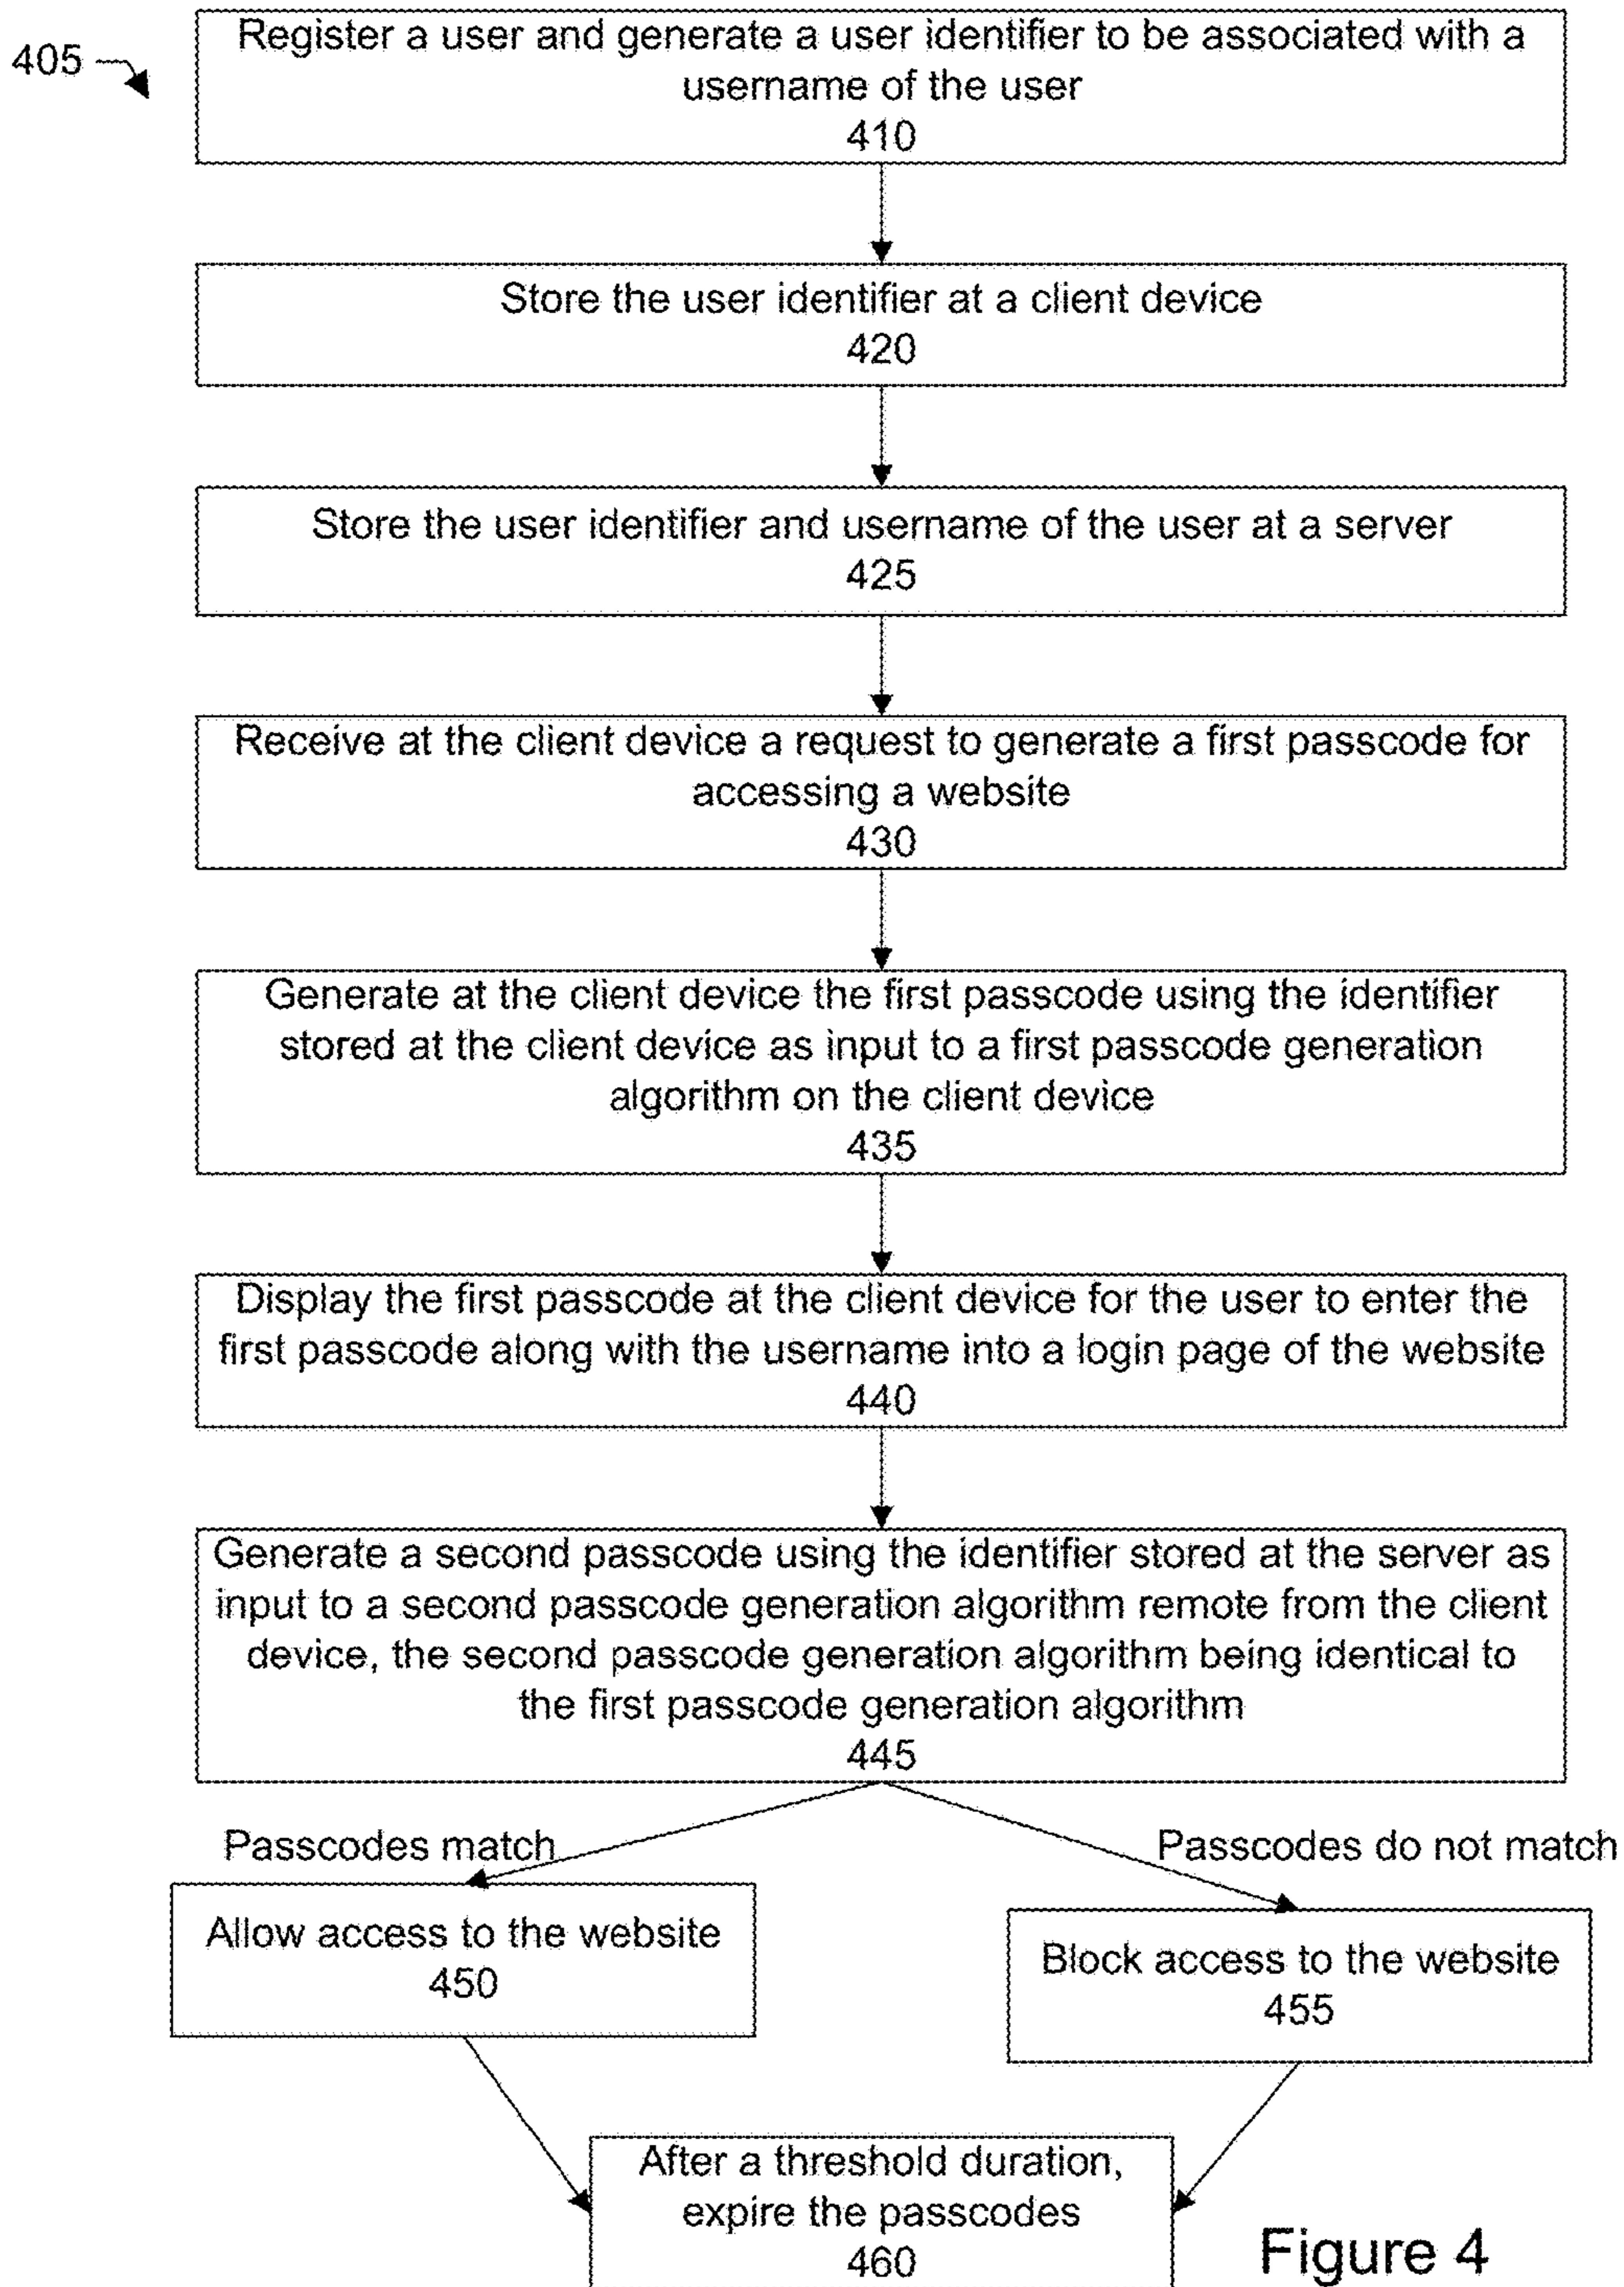 405
Register a user and generate a user identifier to be associated with a
username of the user
410
Store the user identifier at a client device
420
Store the user identifier and username of the user at a server
425
Receive at the client device a request to generate a first passcode for
accessing a website
430
Generate at the client device the first passcode using the identifier
stored at the client device as input to a first passcode generation
algorithm on the client device
435
Display the first passcode at the client device for the user to enter the
first passcode along with the username into a login page of the website
440
Generate a second passcode using the identifier stored at the server as
input to a second passcode generation algorithm remote from the client
device, the second passcode generation algorithm being identical to
the first passcode generation algorithm
445
Passcodes match
Passcodes do not match
Allow access to the website
450
Block access to the website
455
After a threshold duration,
expire the passcodes
460
Figure 4